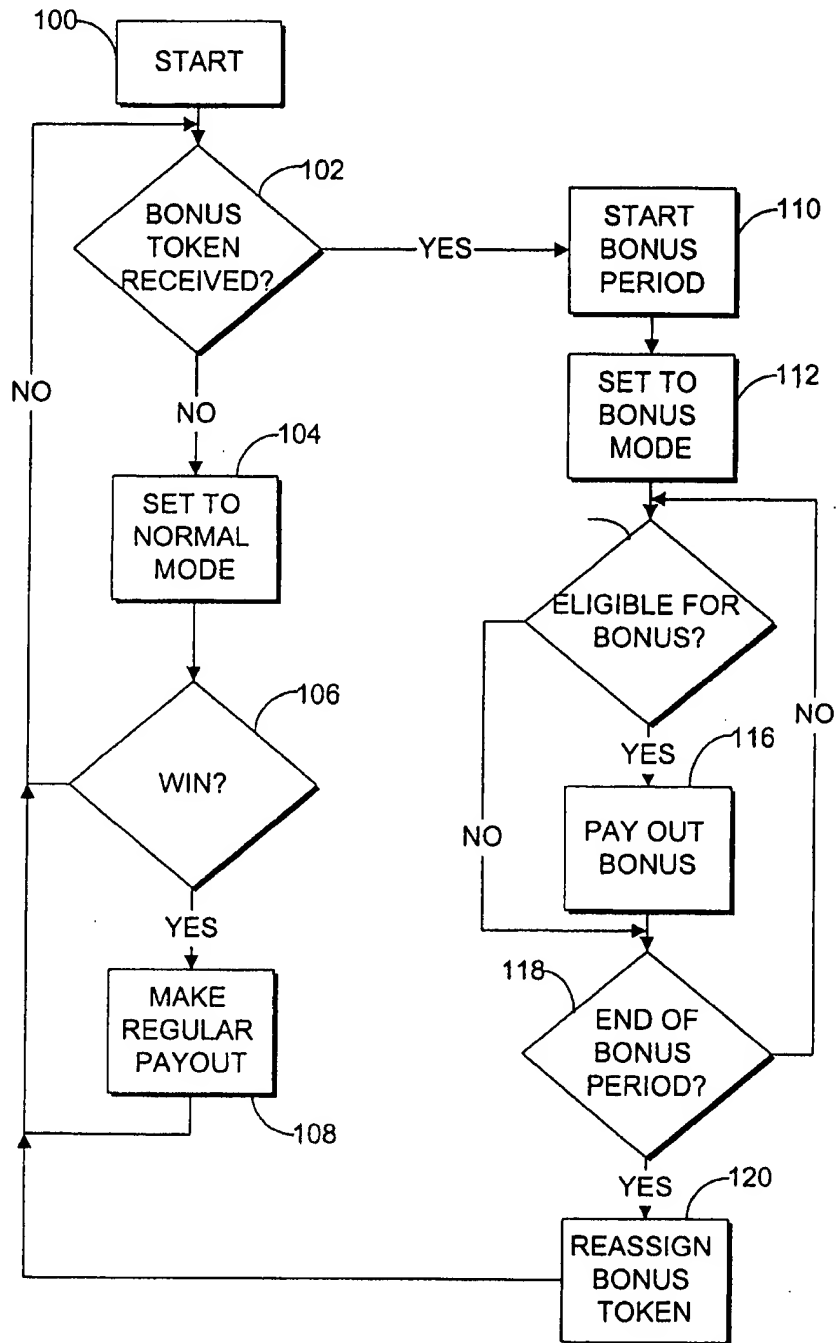 100
START
102
BONUS
TOKEN
RECEIVED?
YES
START
BONUS
PERIOD
110
NO
NO
SET TO
BONUS
MODE
112
104
SET TO
NORMAL
MODE
ELIGIBLE FOR
BONUS?
NO
106
WIN?
YES
116
PAY OUT
BONUS
NO
YES
MAKE
REGULAR
PAYOUT
108
118
END OF
BONUS
PERIOD?
YES
120
REASSIGN
BONUS
TOKEN